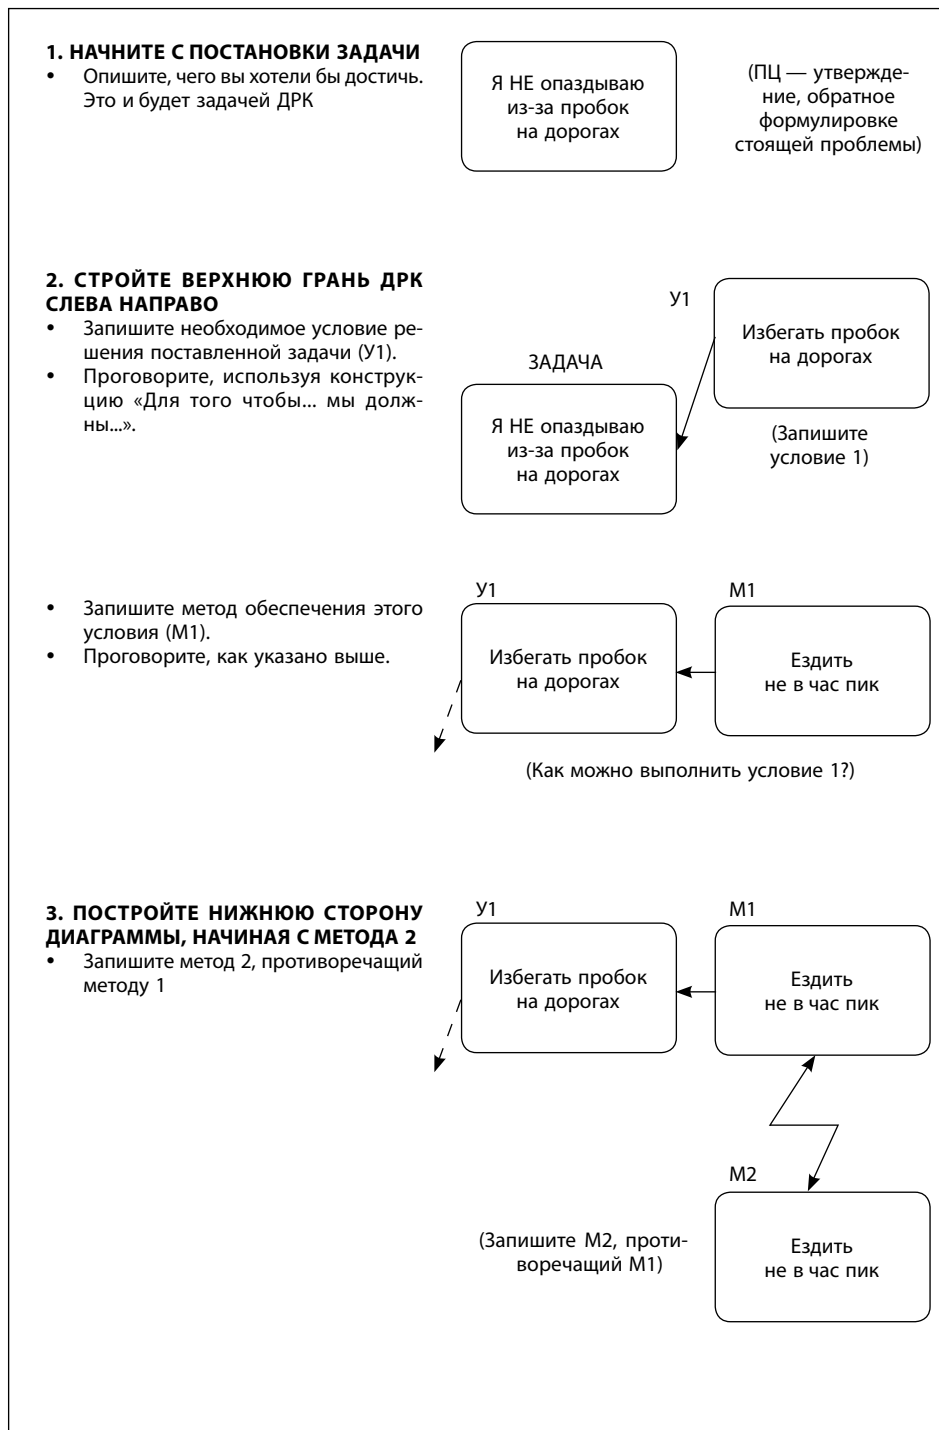 1. НАЧНИТЕ С ПОСТАНОВКИ ЗАДАЧИ
• Опишите, чего вы хотели бы достичь.
Это и будет задачей ДРК
Я НЕ опаздываю
из-за пробок
на дорогах
(ПЦ — утвержде-
ние, обратное
формулировке
стоящей проблемы)
2. СТРОЙТЕ ВЕРХНЮЮ ГРАНЬ ДРК
СЛЕВА НАПРАВО
• Запишите необходимое условие ре-
шения поставленной задачи (У1).
• Проговорите, используя конструк-
цию «Для того чтобы... мы долж-
ны...».
У1
Избегать пробок
на дорогах
ЗАДАЧА
Я НЕ опаздываю
из-за пробок
на дорогах
(Запишите
условие 1)
• Запишите метод обеспечения этого
условия (М1).
• Проговорите, как указано выше.
У1
Избегать пробок
на дорогах
М1
Ездить
не в час пик
(Как можно выполнить условие 1?)
3. ПОСТРОЙТЕ НИЖНЮЮ СТОРОНУ
ДИАГРАММЫ, НАЧИНАЯ С МЕТОДА 2
• Запишите метод 2, противоречащий
методу 1
У1
Избегать пробок
на дорогах
М1
Ездить
не в час пик
М2
(Запишите М2, проти-
воречащий М1)
Ездить
не в час пик